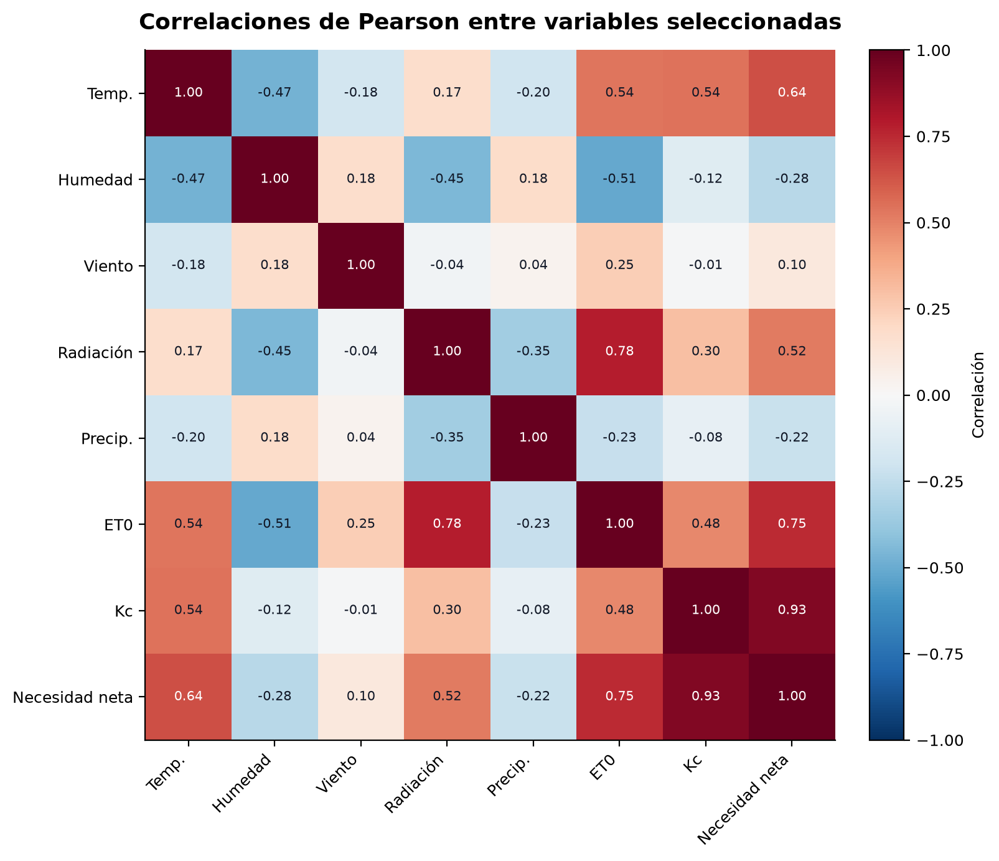 Correlaciones de Pearson entre variables seleccionadas
Temp. 1.00 -0.47 -0.18 0.17 -0.20 0.54 0.54 0.64
Humedad -0.47 1.00 0.18 -0.45 0.18 -0.51 -0.12 -0.28
Viento -0.18 0.18 1.00 -0.04 0.04 0.25 -0.01 0.10
Radiación 0.17 -0.45 -0.04 1.00 -0.35 0.78 0.30 0.52
Precip. -0.20 0.18 0.04 -0.35 1.00 -0.23 -0.08 -0.22
ET0 0.54 -0.51 0.25 0.78 -0.23 1.00 0.48 0.75
Kc 0.54 -0.12 -0.01 0.30 -0.08 0.48 1.00 0.93
Necesidad neta 0.64 -0.28 0.10 0.52 -0.22 0.75 0.93 1.00
Temp. Humedad Viento Radiación Precip. ET0 Kc Necesidad neta
1.00
0.75
0.50
0.25
0.00
−0.25
−0.50
−0.75
−1.00
Correlación